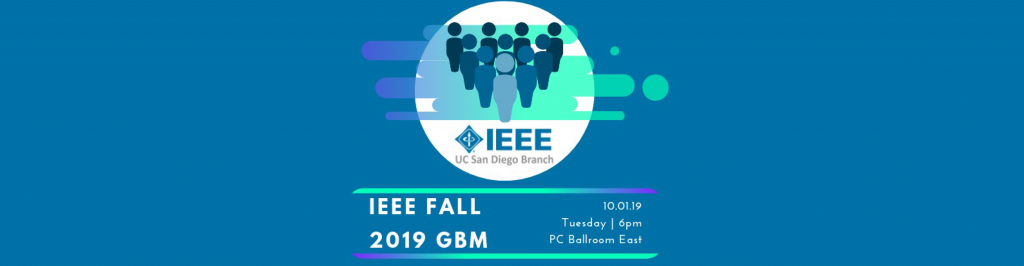 IEEE
UC San Diego Branch
IEEE FALL
2019 GBM
10.01.19
Tuesday | 6pm
PC Ballroom East